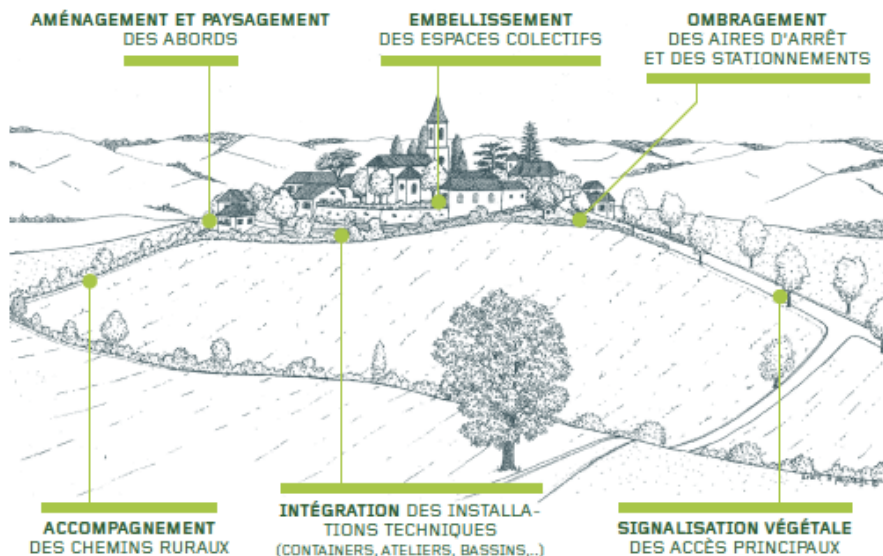 AMÉNAGEMENT ET PAYSAGEMENT
DES ABORDS
EMBELLISSEMENT
DES ESPACES COLECTIFS
OMBRAGEMENT
DES AIRES D'ARRÊT
ET DES STATIONNEMENTS
ACCOMPAGNEMENT
DES CHEMINS RURAUX
INTÉGRATION DES INSTALLA-
TIONS TECHNIQUES
(CONTAINERS, ATELIERS, BASSINS,..)
SIGNALISATION VÉGÉTALE
DES ACCÈS PRINCIPAUX